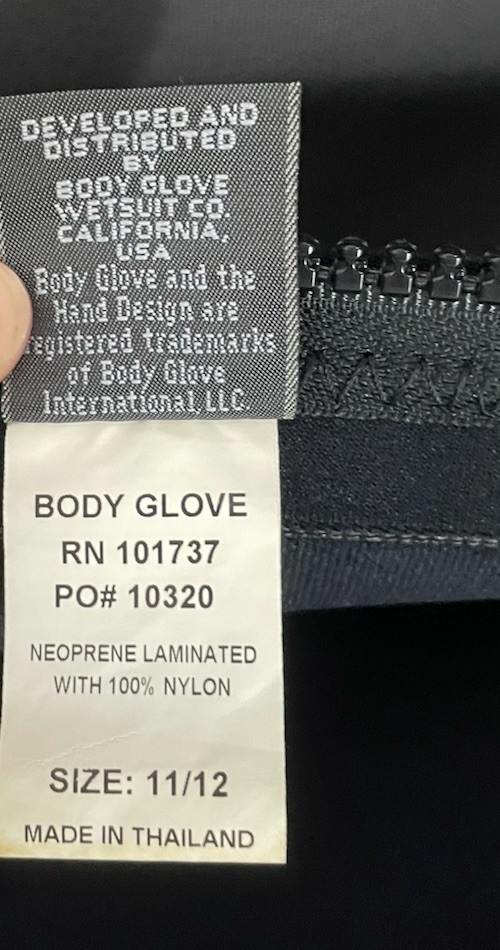 DEVELOPED AND
DISTRIBUTED
BY
BODY GLOVE
WETSUIT CO.
CALIFORNIA,
USA
Body Glove and the
Hand Design are
registered trademarks
of Body Glove
International, LLC.
BODY GLOVE
RN 101737
PO# 10320
NEOPRENE LAMINATED
WITH 100% NYLON
SIZE: 11/12
MADE IN THAILAND